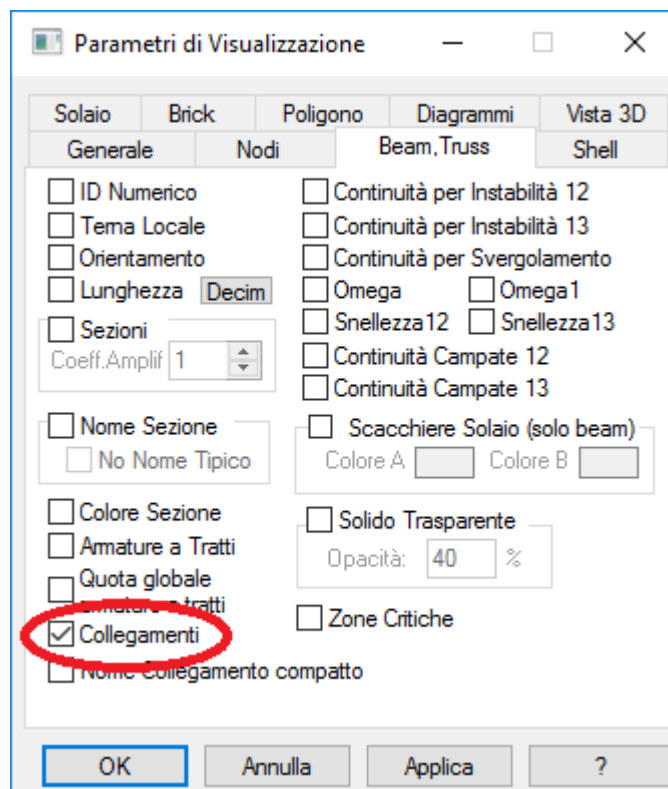 Parametri di Visualizzazione
Solaio Brick Poligono Diagrammi Vista 3D
Generale Nodi Beam,Truss Shell
ID Numerico
Terna Locale
Orientamento
Lunghezza Decim
Sezioni
Coeff.Amplif 1
Nome Sezione
No Nome Tipico
Colore Sezione
Armature a Tratti
Quota globale
armature a tratti
Collegamenti
Nome Collegamento compatto
Continuità per Instabilità 12
Continuità per Instabilità 13
Continuità per Svergolamento
Omega Omega1
Snellezza12 Snellezza13
Continuità Campate 12
Continuità Campate 13
Scacchiere Solaio (solo beam)
Colore A Colore B
Solido Trasparente
Opacità: 40 %
Zone Critiche
OK Annulla Applica ?